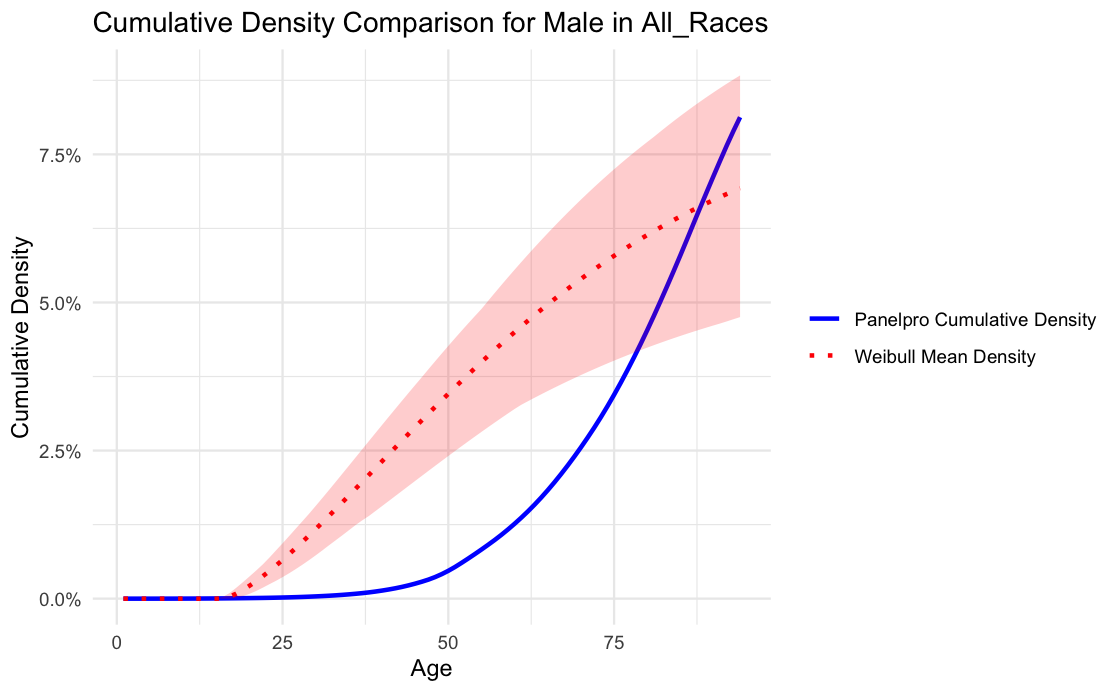 Cumulative Density Comparison for Male in All_Races
Cumulative Density
7.5%
5.0%
2.5%
0.0%
0
25
50
75
Age
Panelpro Cumulative Density
Weibull Mean Density